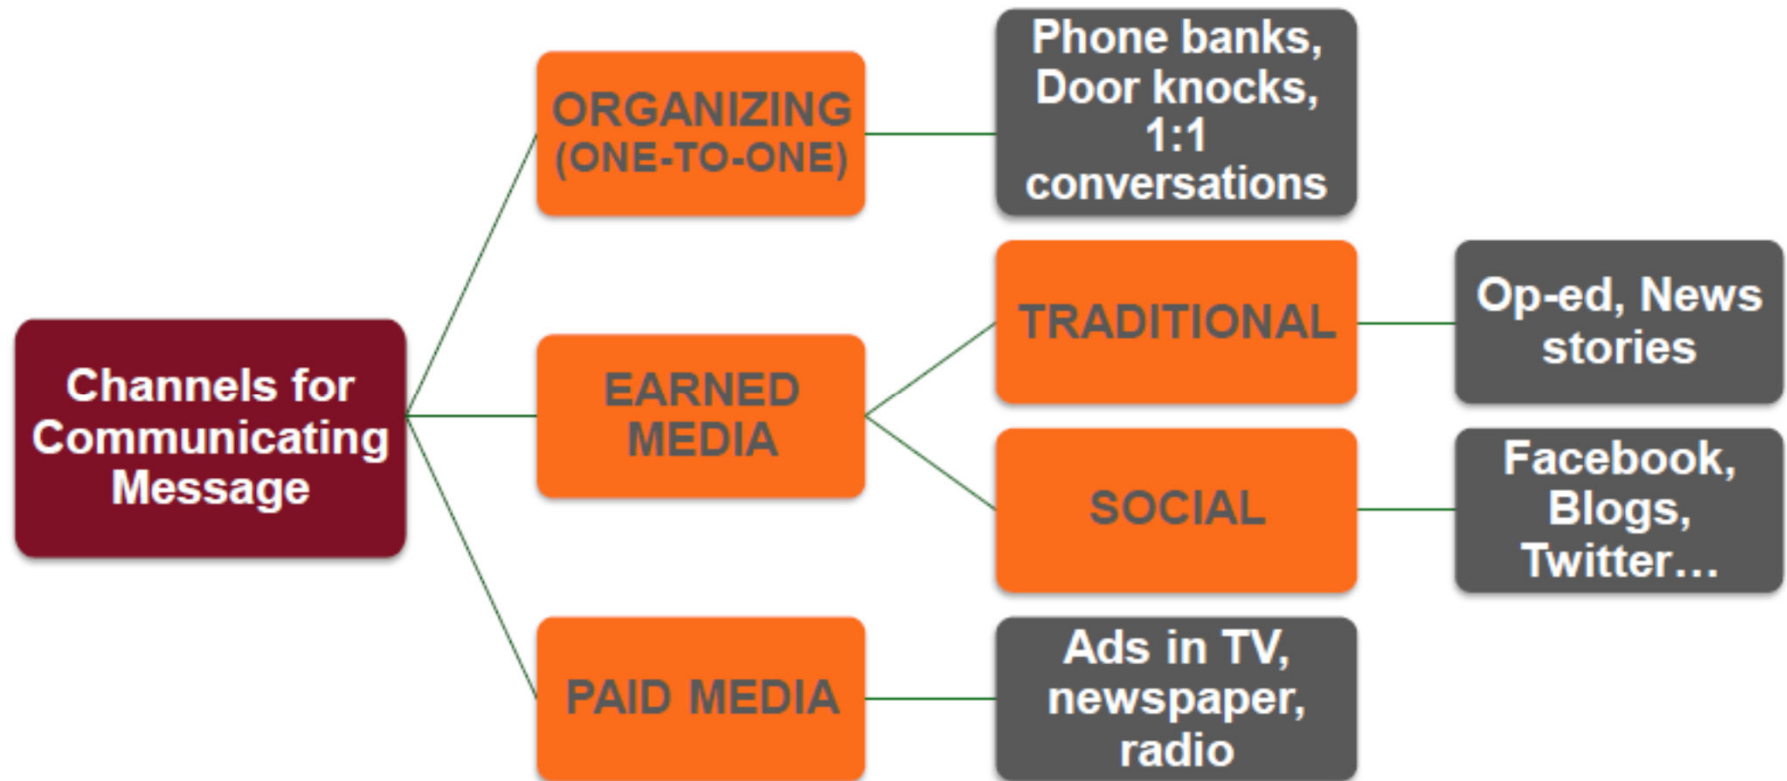 Channels for
Communicating
Message
ORGANIZING
(ONE-TO-ONE)
Phone banks,
Door knocks,
1:1
conversations
EARNED
MEDIA
TRADITIONAL
Op-ed, News
stories
SOCIAL
Facebook,
Blogs,
Twitter…
PAID MEDIA
Ads in TV,
newspaper,
radio